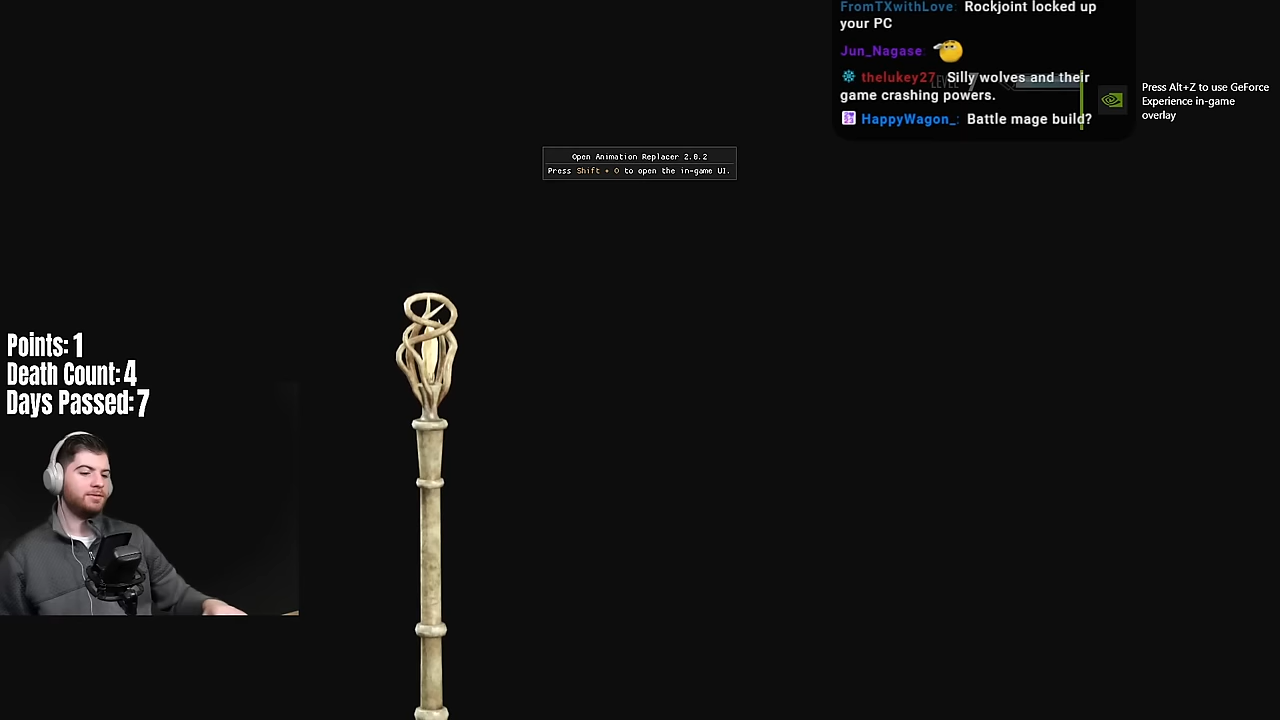 FromTXwithLove: Rockjoint locked up
your PC
Jun_Nagase:
thelukey27: Silly wolves and their
game crashing powers.
HappyWagon_: Battle mage build?
LEVEL 7
Press Alt+Z to use GeForce
Experience in-game
overlay
Open Animation Replacer 2.0.2
Press Shift + O to open the in-game UI.
Points: 1
Death Count: 4
Days Passed: 7